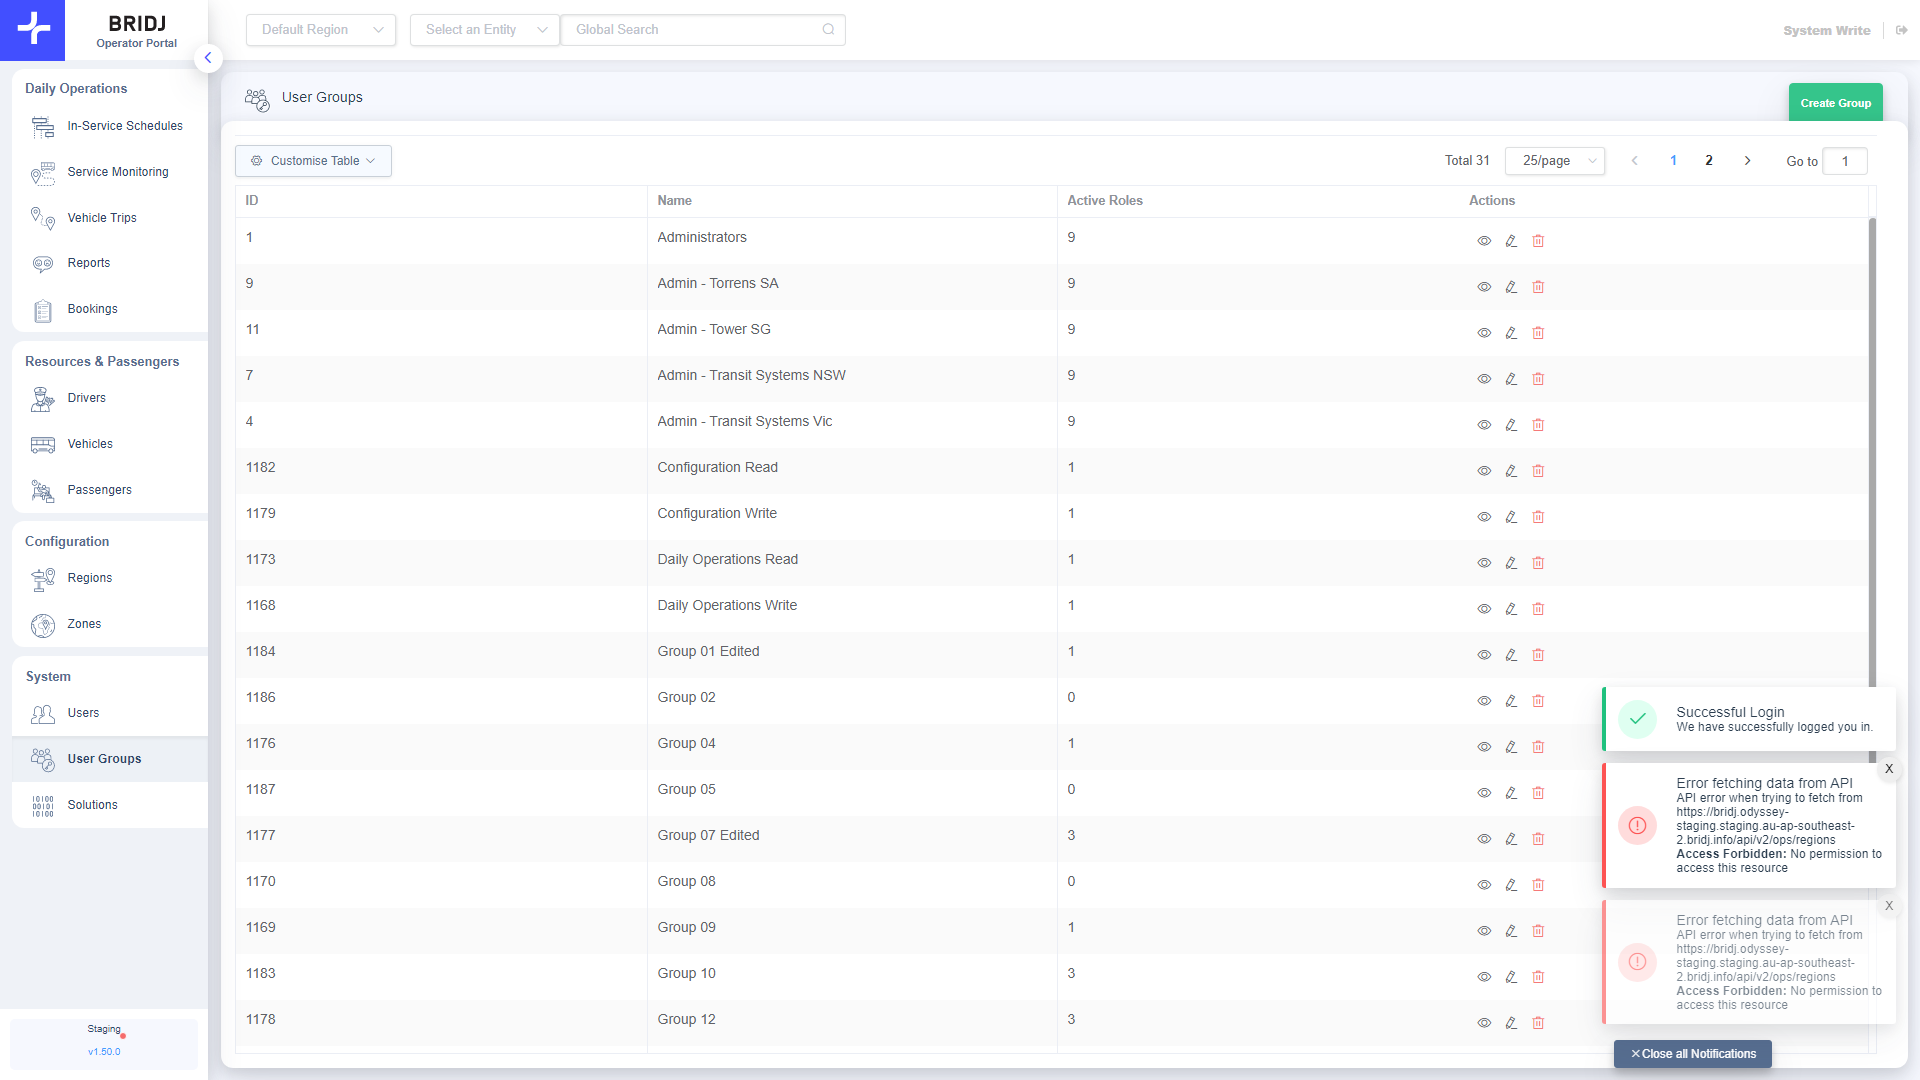 BRIDJ
Operator Portal
Default Region
Select an Entity
Global Search
System Write
Daily Operations
In-Service Schedules
Service Monitoring
Vehicle Trips
Reports
Bookings
Resources & Passengers
Drivers
Vehicles
Passengers
Configuration
Regions
Zones
System
Users
User Groups
Solutions
Staging
v1.50.0
User Groups
Create Group
Customise Table
Total 31
25/page
1
2
Go to
1
ID Name Active Roles Actions
1 Administrators 9
9 Admin - Torrens SA 9
11 Admin - Tower SG 9
7 Admin - Transit Systems NSW 9
4 Admin - Transit Systems Vic 9
1182 Configuration Read 1
1179 Configuration Write 1
1173 Daily Operations Read 1
1168 Daily Operations Write 1
1184 Group 01 Edited 1
1186 Group 02 0
1176 Group 04 1
1187 Group 05 0
1177 Group 07 Edited 3
1170 Group 08 0
1169 Group 09 1
1183 Group 10 3
1178 Group 12 3
Successful Login
We have successfully logged you in.
X
Error fetching data from API
API error when trying to fetch from
https://bridj.odyssey-
staging.staging.au-ap-southeast-
2.bridj.info/api/v2/ops/regions
Access Forbidden: No permission to
access this resource
X
Error fetching data from API
API error when trying to fetch from
https://bridj.odyssey-
staging.staging.au-ap-southeast-
2.bridj.info/api/v2/ops/regions
Access Forbidden: No permission to
access this resource
✕Close all Notifications